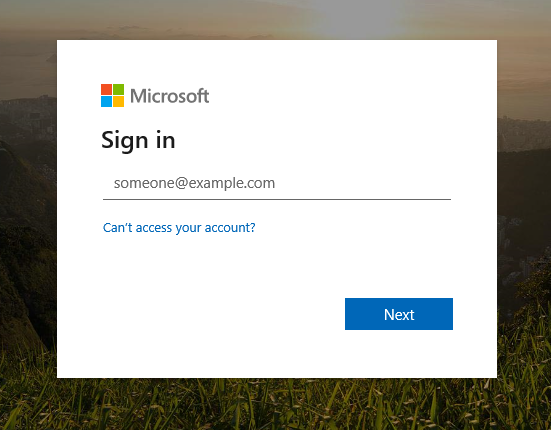 Microsoft
Sign in
someone@example.com
Can't access your account?
Next